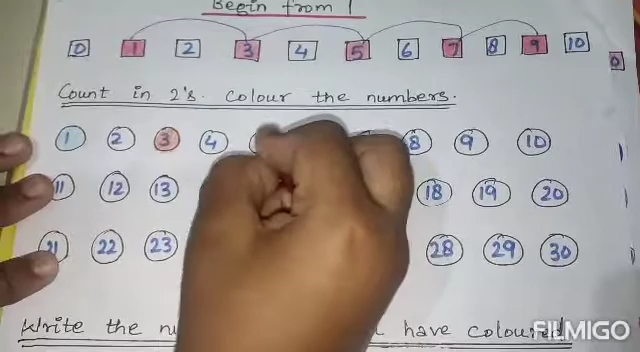 Begin from 1
0 1 2 3 4 5 6 7 8 9 10
0
Count in 2's. Colour the numbers.
1 2 3 4 8 9 10
11 12 13 18 19 20
21 22 23 28 29 30
Write the have coloured
FILMIGO